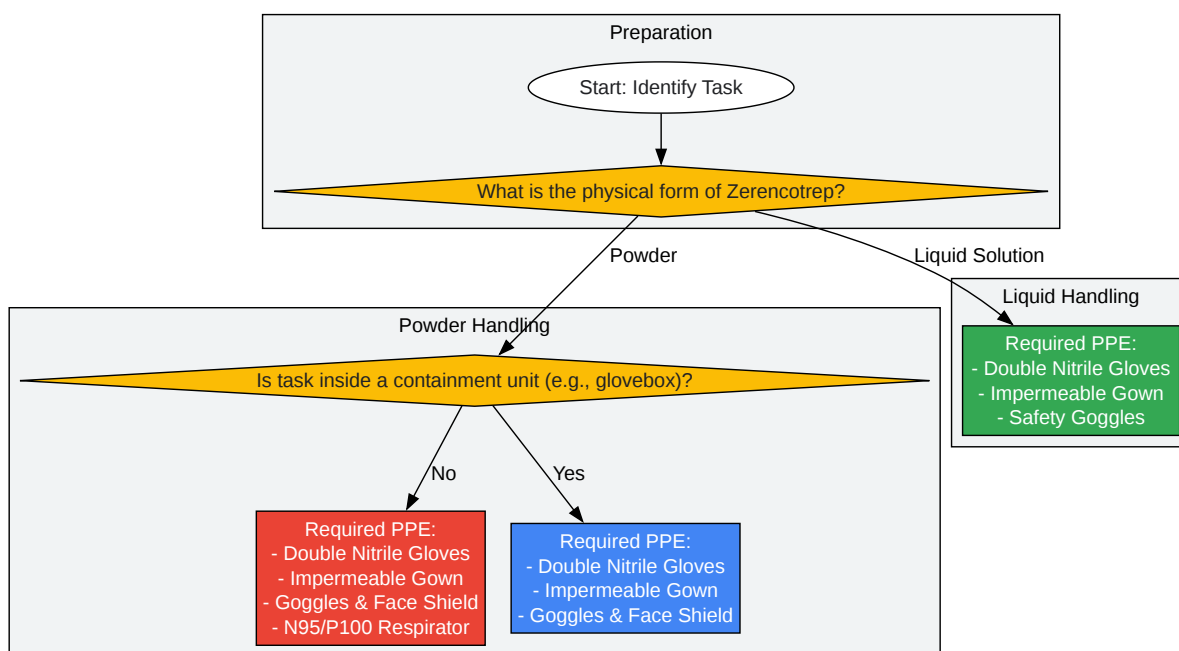 Preparation
Start: Identify Task
What is the physical form of Zerencotrep?
Powder
Liquid Solution
Powder Handling
Is task inside a containment unit (e.g., glovebox)?
No
Yes
Required PPE:
- Double Nitrile Gloves
- Impermeable Gown
- Goggles & Face Shield
- N95/P100 Respirator
Required PPE:
- Double Nitrile Gloves
- Impermeable Gown
- Goggles & Face Shield
Liquid Handling
Required PPE:
- Double Nitrile Gloves
- Impermeable Gown
- Safety Goggles